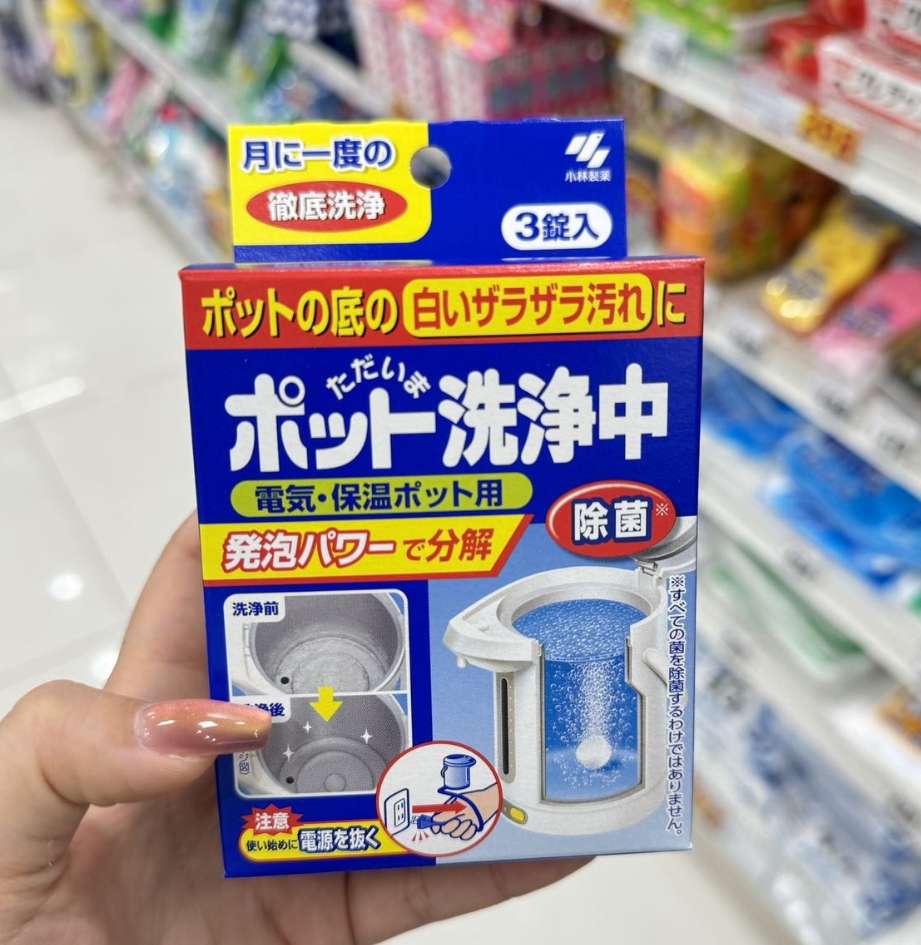 月に一度の
徹底洗浄
小林製薬
3錠入
ポットの底の白いザラザラ汚れに
ただいま
ポット洗浄中
電気・保温ポット用
除菌※
発泡パワーで分解
洗浄前
※すべての菌を除菌するわけではありません。
注意
使い始めに電源を抜く